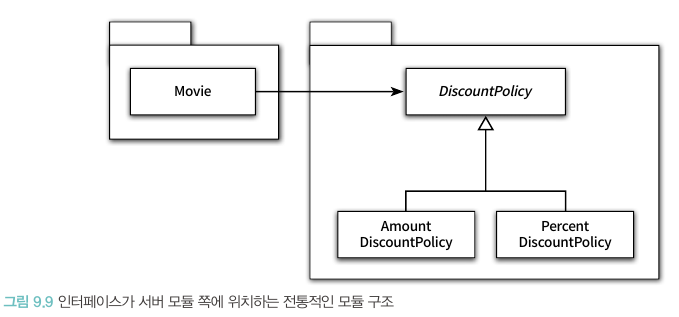 Movie
DiscountPolicy
Amount
DiscountPolicy
Percent
DiscountPolicy
그림 9.9 인터페이스가 서버 모듈 쪽에 위치하는 전통적인 모듈 구조